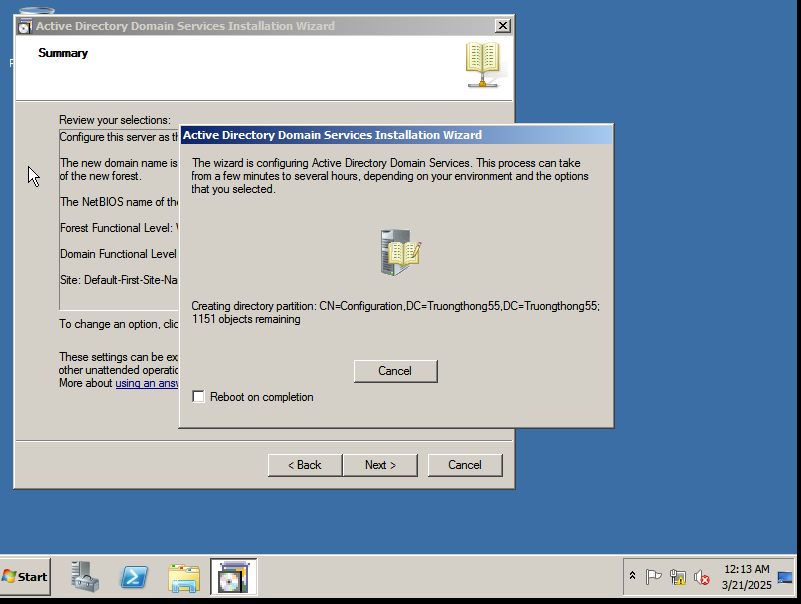 Active Directory Domain Services Installation Wizard
Summary
Review your selections:
Configure this server as
The new domain name is
of the new forest.
The NetBIOS name of the
Forest Functional Level:
Domain Functional Level
Site: Default-First-Site-Na
To change an option, clic
These settings can be ex
other unattended operatio
More about using an answ
Active Directory Domain Services Installation Wizard
The wizard is configuring Active Directory Domain Services. This process can take
from a few minutes to several hours, depending on your environment and the options
that you selected.
Creating directory partition: CN=Configuration,DC=Truongthong55,DC=Truongthong55;
1151 objects remaining
Cancel
Reboot on completion
< Back
Next >
Cancel
Start
12:13 AM
3/21/2025